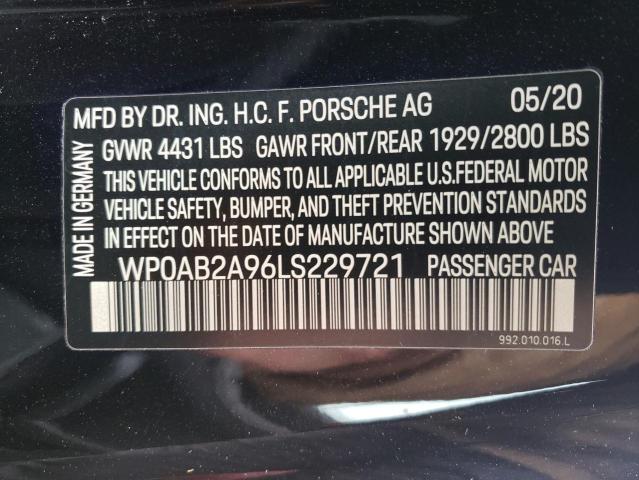 MFD BY DR. ING. H.C. F. PORSCHE AG 05/20
GVWR 4431 LBS GAWR FRONT/REAR 1929/2800 LBS
THIS VEHICLE CONFORMS TO ALL APPLICABLE U.S.FEDERAL MOTOR
VEHICLE SAFETY, BUMPER, AND THEFT PREVENTION STANDARDS
IN EFFECT ON THE DATE OF MANUFACTURE SHOWN ABOVE
WP0AB2A96LS229721 PASSENGER CAR
992.010.016.L
MADE IN GERMANY